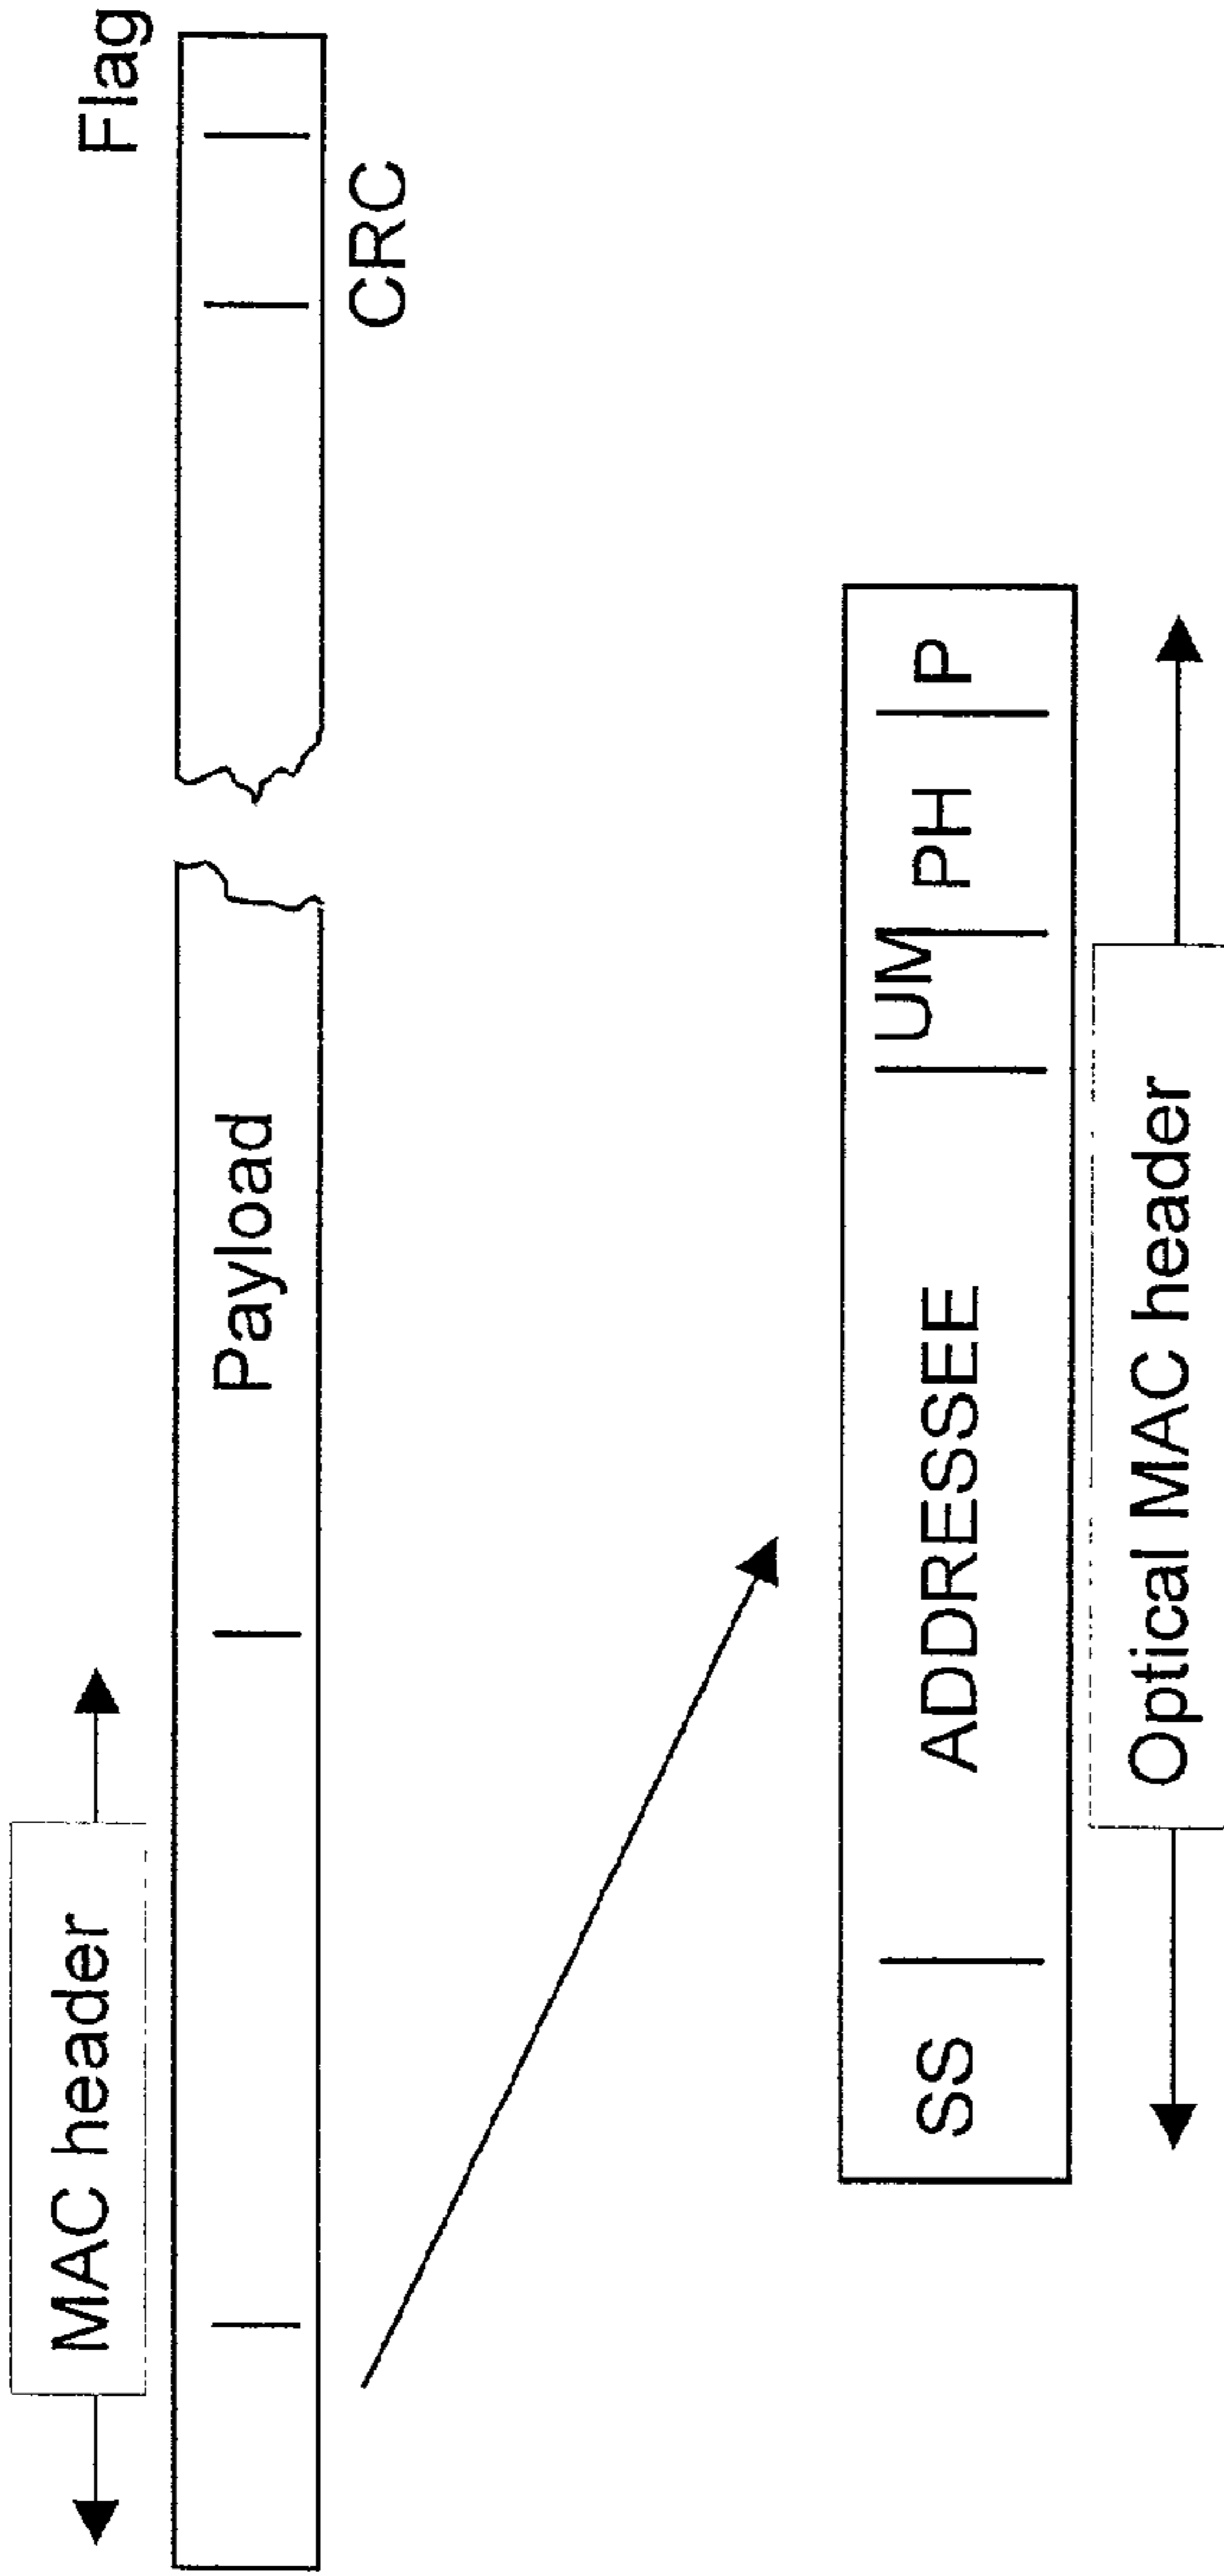 MAC header
Payload
Flag
CRC
SS
ADDRESSEE
UM
PH
P
Optical MAC header